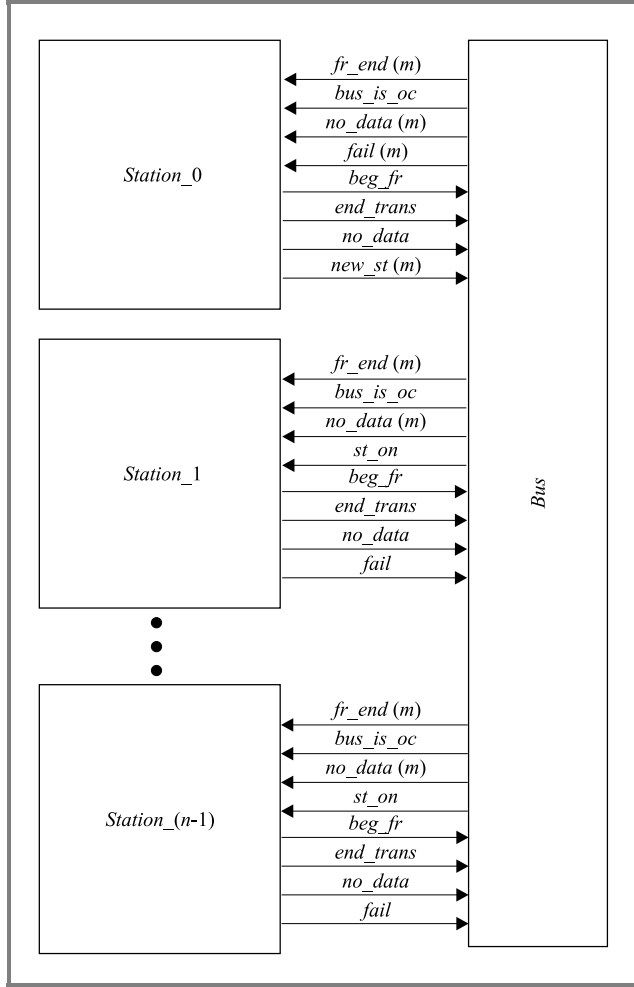 fr_end (m)
bus_is_oc
no_data (m)
fail (m)
beg_fr
end_trans
no_data
new_st (m)
Station_0
fr_end (m)
bus_is_oc
no_data (m)
st_on
beg_fr
end_trans
no_data
fail
Station_1
Bus
fr_end (m)
bus_is_oc
no_data (m)
st_on
beg_fr
end_trans
no_data
fail
Station_(n-1)